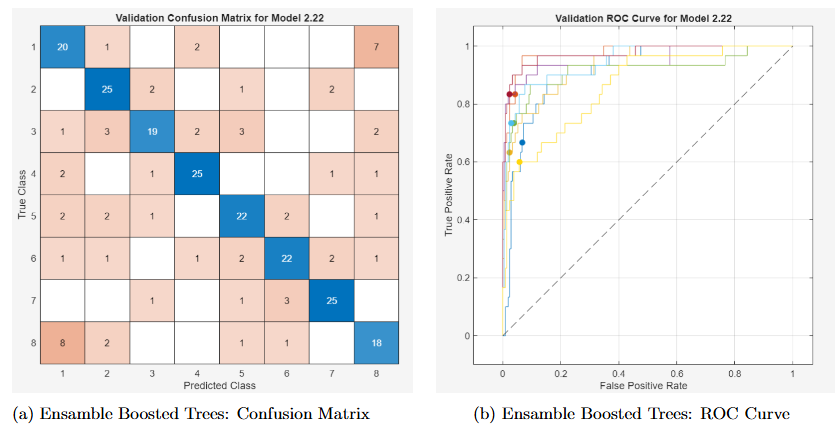 Validation Confusion Matrix for Model 2.22
True Class
1 20 1 2 7
2 25 2 1 2
3 1 3 19 2 3 2
4 2 1 25 1 1
5 2 2 1 22 2 1
6 1 1 1 2 22 2 1
7 1 1 3 25
8 8 2 1 1 18
1 2 3 4 5 6 7 8
Predicted Class
(a) Ensamble Boosted Trees: Confusion Matrix
Validation ROC Curve for Model 2.22
True Positive Rate
1
0.8
0.6
0.4
0.2
0
0 0.2 0.4 0.6 0.8 1
False Positive Rate
(b) Ensamble Boosted Trees: ROC Curve